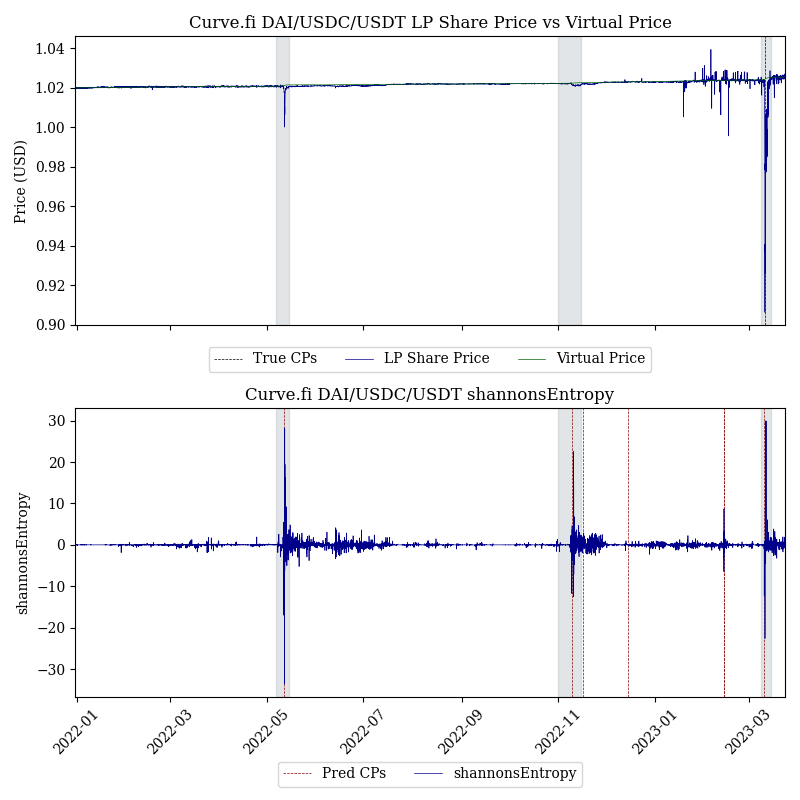 Curve.fi DAI/USDC/USDT LP Share Price vs Virtual Price
Price (USD)
1.04
1.02
1.00
0.98
0.96
0.94
0.92
0.90
True CPs LP Share Price Virtual Price
Curve.fi DAI/USDC/USDT shannonsEntropy
shannonsEntropy
30
20
10
0
−10
−20
−30
2022-01 2022-03 2022-05 2022-07 2022-09 2022-11 2023-01 2023-03
Pred CPs shannonsEntropy